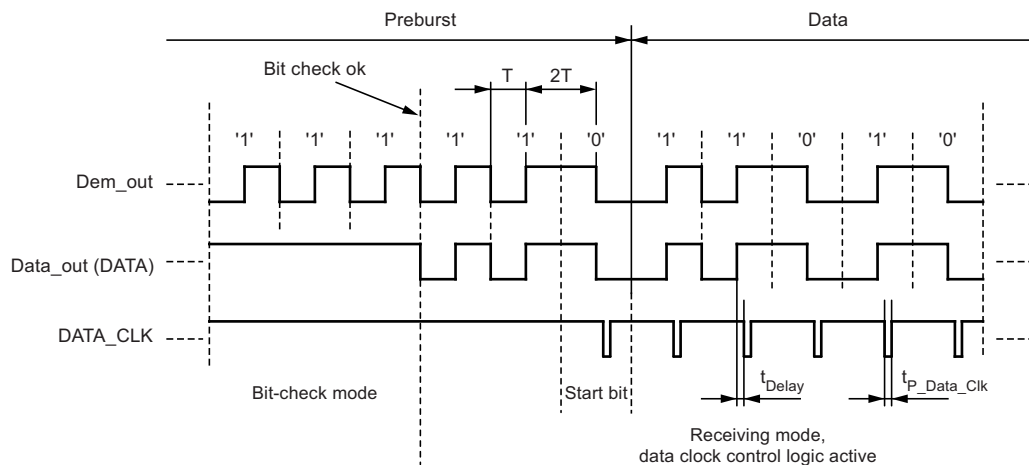 Preburst Data
Bit check ok
T 2T
'1' '1' '1' '1' '1' '0' '1' '1' '0' '1' '0'
Dem_out
Data_out (DATA)
DATA_CLK
Bit-check mode Start bit tDelay tP_Data_Clk
Receiving mode,
data clock control logic active